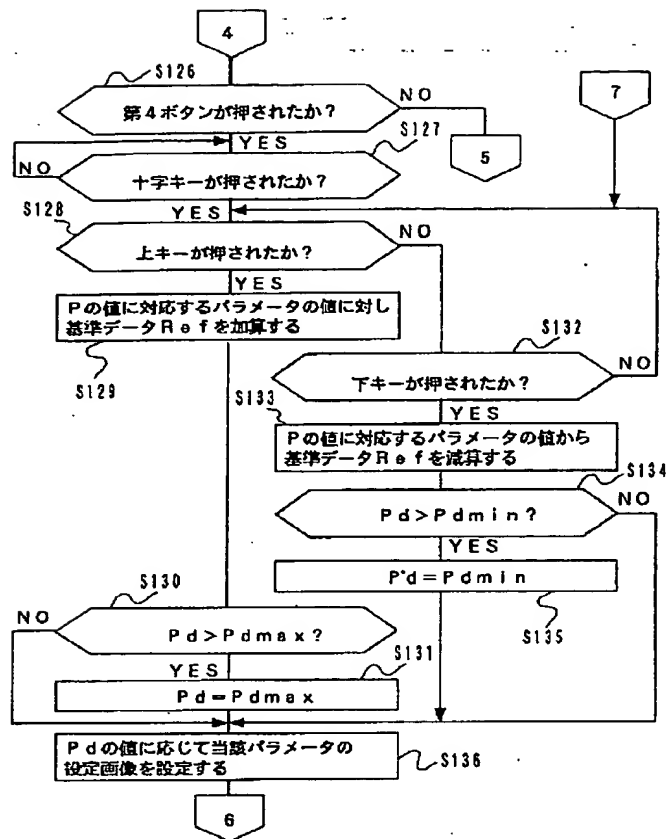 4
S126
第4ボタンが押されたか?
NO
7
YES
S127
5
NO
十字キーが押されたか?
S128
YES
上キーが押されたか?
NO
YES
Pの値に対応するパラメータの値に対し
基準データRefを加算する
S129
S132
下キーが押されたか?
NO
S133
YES
Pの値に対応するパラメータの値から
基準データRefを減算する
S134
Pd>Pdmin?
NO
YES
Pd=Pdmin
S135
S130
NO
Pd>Pdmax?
S131
YES
Pd=Pdmax
Pdの値に応じて当該パラメータの
設定画像を設定する
S136
6